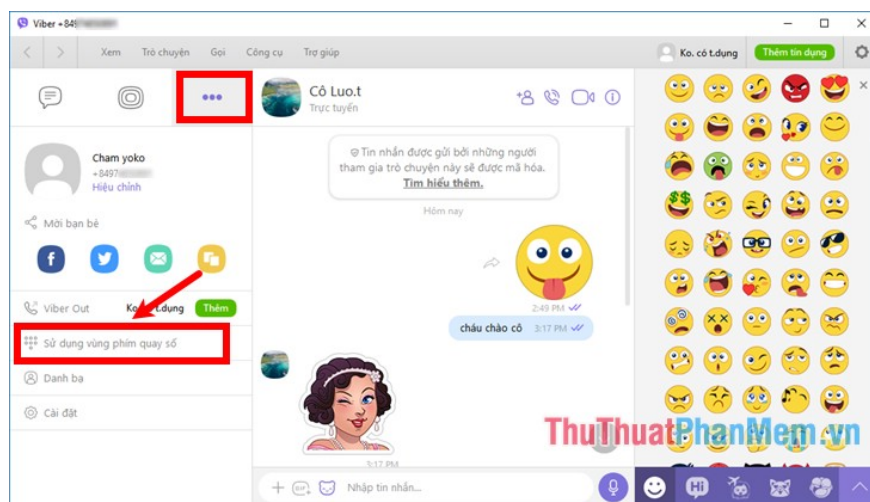 Viber +849
Xem Trò chuyện Gọi Công cụ Trợ giúp
Ko. có t.dụng Thêm tín dụng
Cô Luo.t
Trực tuyến
Cham yoko
+8497
Hiệu chỉnh
Mời bạn bè
Viber Out Ko. t.dụng Thêm
Sử dụng vùng phím quay số
Danh bạ
Cài đặt
Tin nhắn được gửi bởi những người
tham gia trò chuyện này sẽ được mã hóa.
Tìm hiểu thêm.
Hôm nay
2:49 PM
cháu chào cô 3:17 PM
3:17 PM
GIF Nhập tin nhắn...
Hi
ThuThuatPhanMem.vn